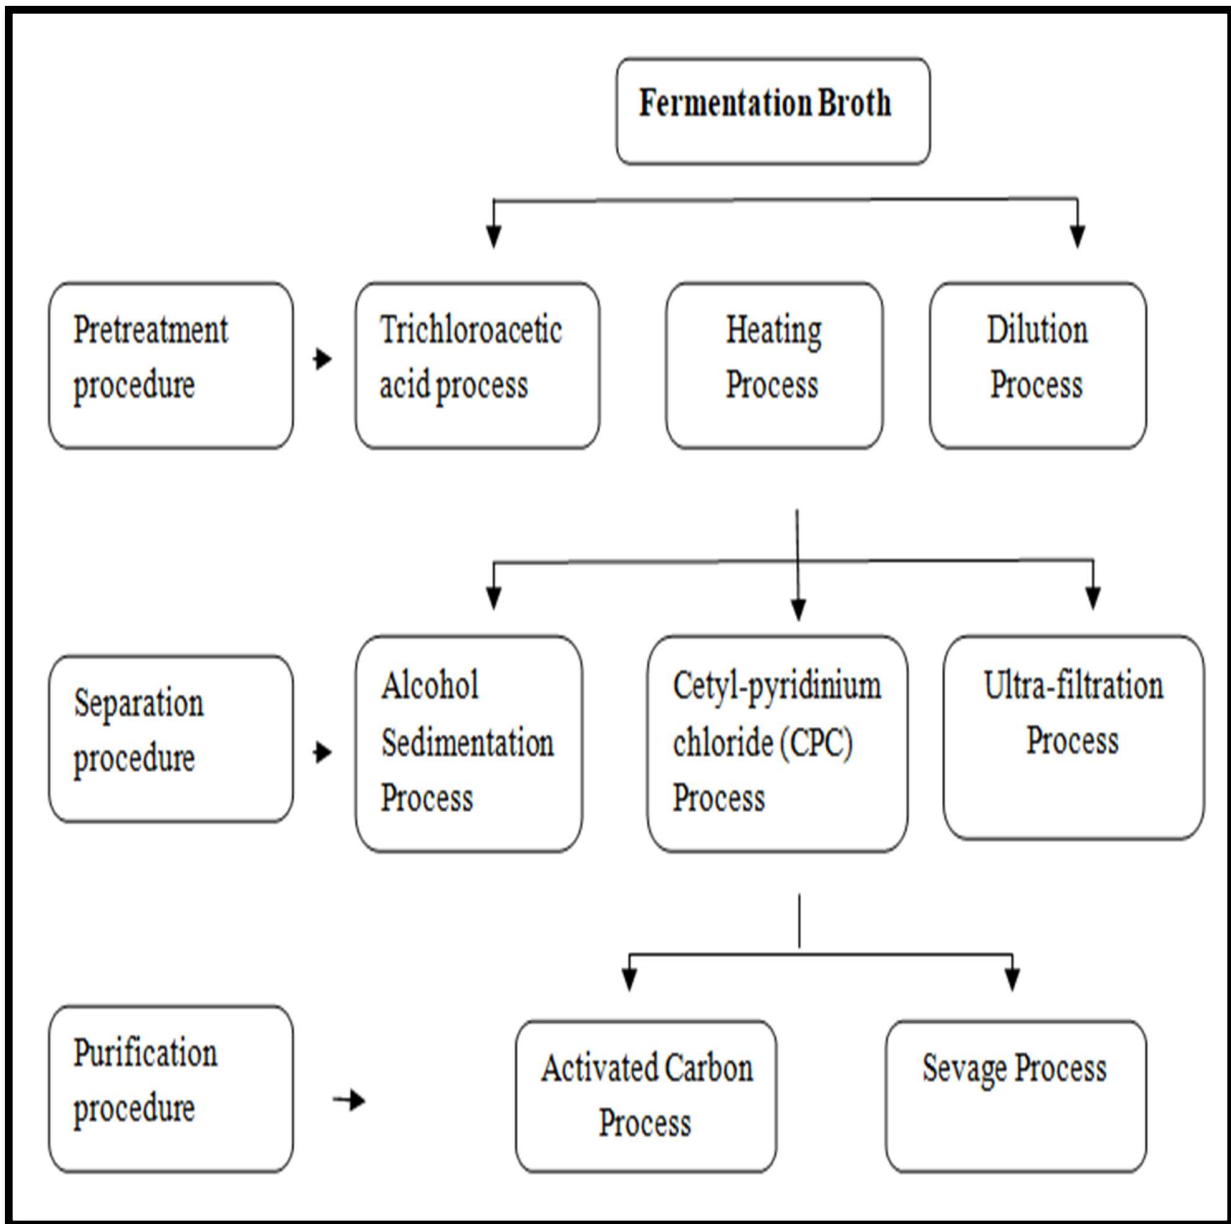 Fermentation Broth
Pretreatment
procedure
Trichloroacetic
acid process
Heating
Process
Dilution
Process
Separation
procedure
Alcohol
Sedimentation
Process
Cetyl-pyridinium
chloride (CPC)
Process
Ultra-filtration
Process
Purification
procedure
Activated Carbon
Process
Sevage Process